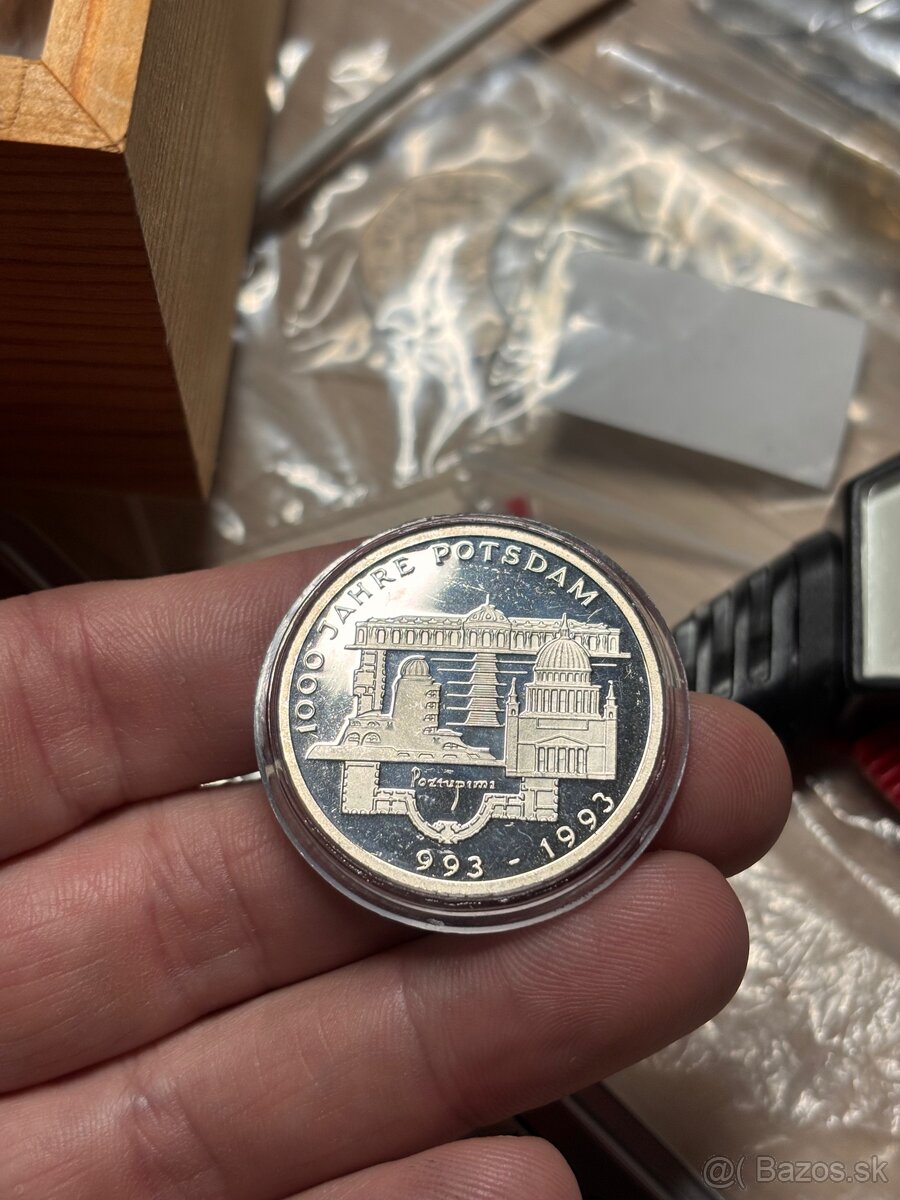 1000 JAHRE POTSDAM
Poztupimi
993 - 1993
@( Bazos.sk